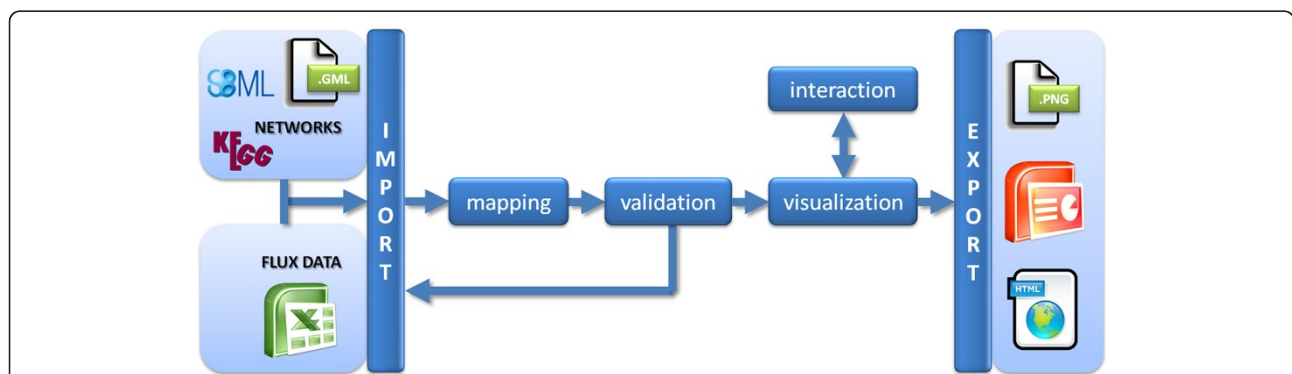 SBML
.GML
KEGG
NETWORKS
FLUX DATA
X
IMPORT
mapping
validation
interaction
visualization
EXPORT
.PNG
HTML